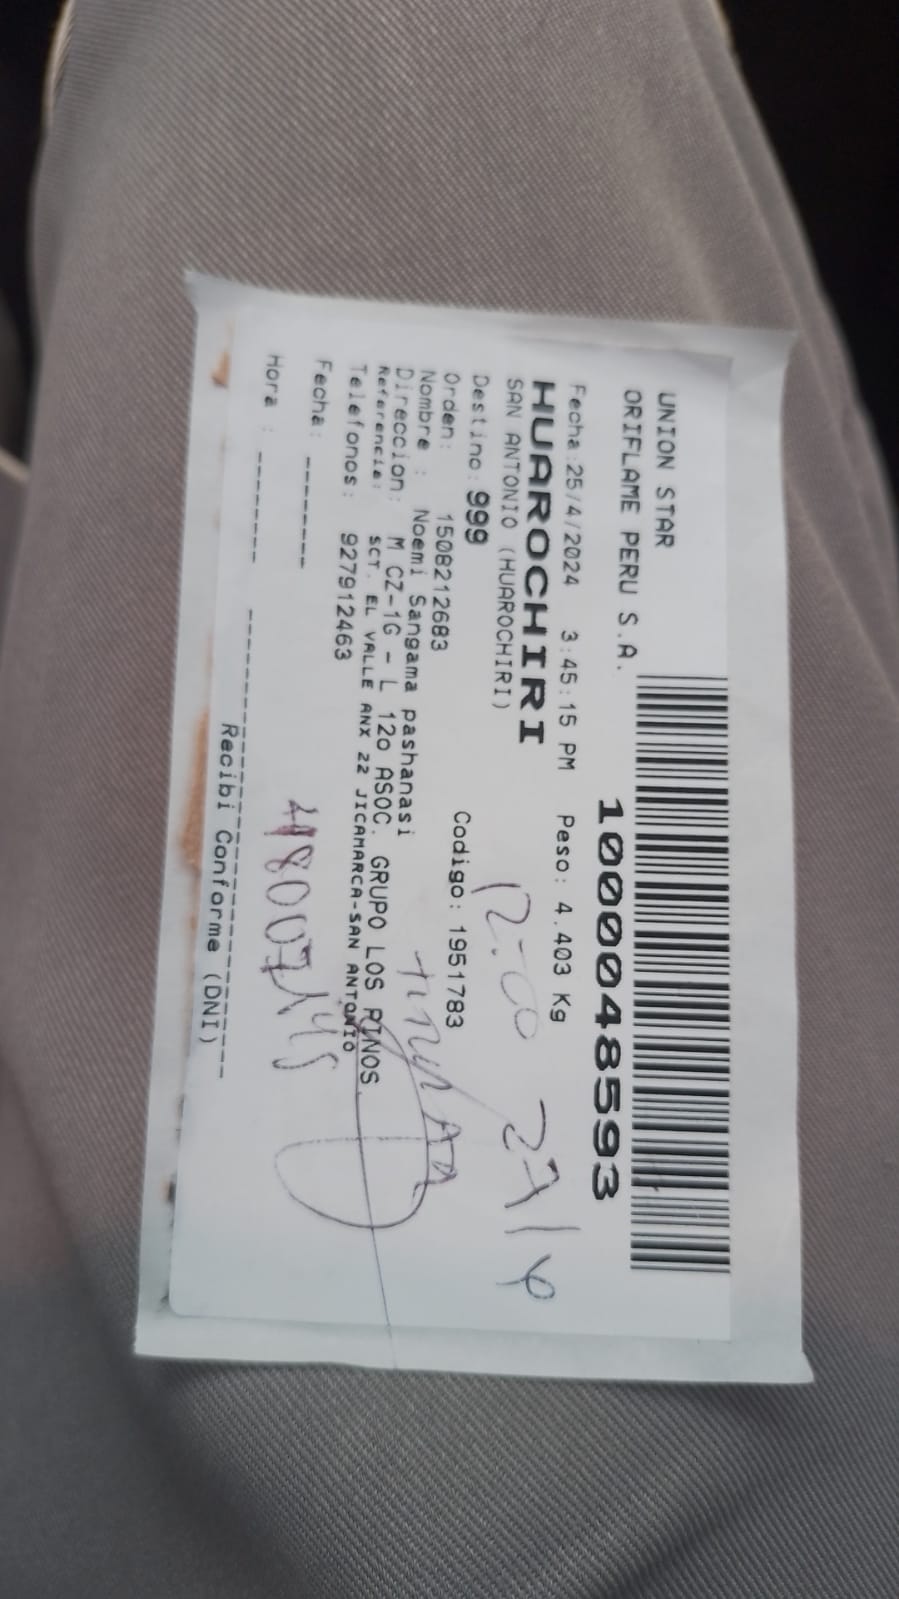 UNION STAR
ORIFLAME PERU S.A.
10000048593
Fecha:25/4/2024 3:45:15 PM Peso: 4.403 Kg
HUAROCHIRI
SAN ANTONIO (HUAROCHIRI)
12:00 27/4
Destino: 999 Codigo: 1951783
Orden: 1508212683
Nombre : Noemi Sangama pashanasi
Direccion: M CZ-1G - L 12o ASOC. GRUPO LOS PINOS
Referencia: SCT. EL VALLE ANX 22 JICAMARCA-SAN ANTONIO
Telefonos: 927912463
Fecha: -------
Hora : -------
Recibi Conforme (DNI)